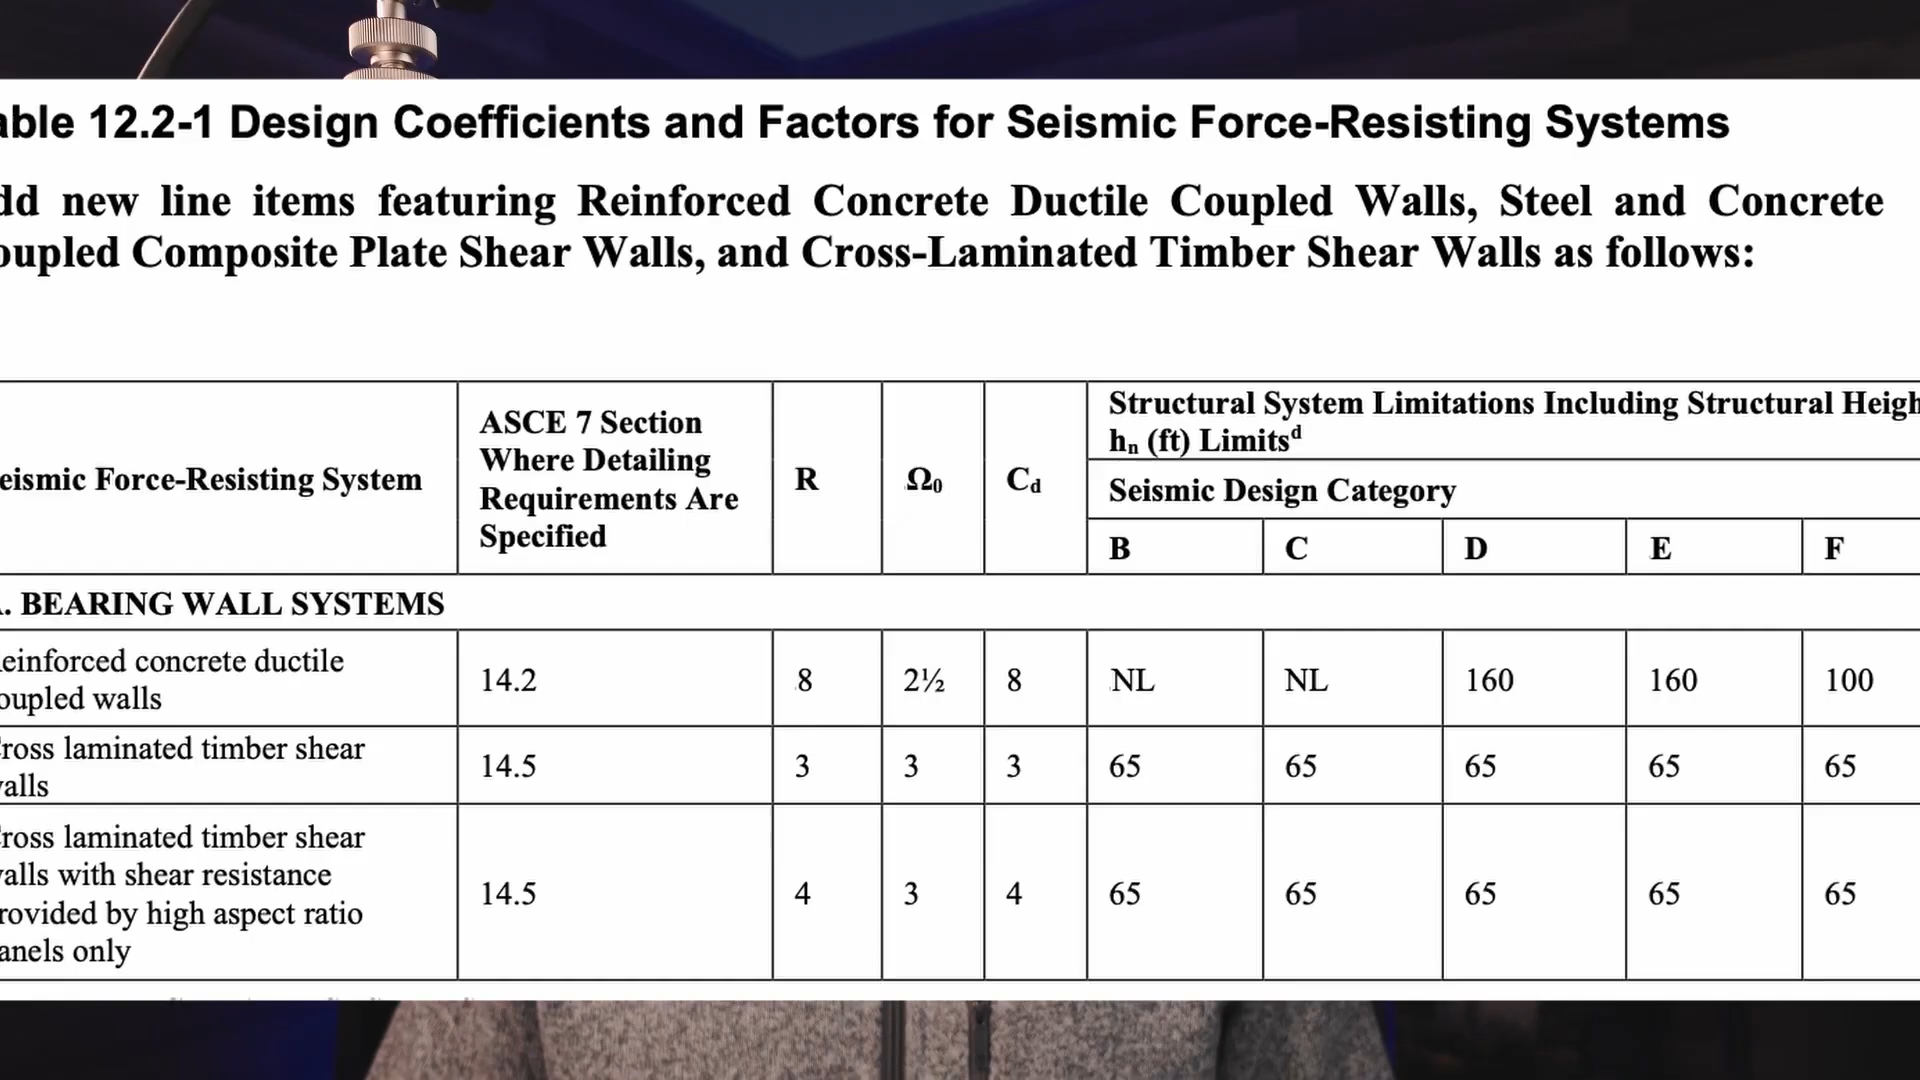 able 12.2-1 Design Coefficients and Factors for Seismic Force-Resisting Systems
dd new line items featuring Reinforced Concrete Ductile Coupled Walls, Steel and Concrete
oupled Composite Plate Shear Walls, and Cross-Laminated Timber Shear Walls as follows:
eismic Force-Resisting System
ASCE 7 Section
Where Detailing
Requirements Are
Specified
R
Ω0
Cd
Structural System Limitations Including Structural Heigh
hn (ft) Limitsd
Seismic Design Category
B C D E F
. BEARING WALL SYSTEMS
einforced concrete ductile
oupled walls
14.2 8 2½ 8 NL NL 160 160 100
ross laminated timber shear
alls
14.5 3 3 3 65 65 65 65 65
ross laminated timber shear
alls with shear resistance
rovided by high aspect ratio
anels only
14.5 4 3 4 65 65 65 65 65